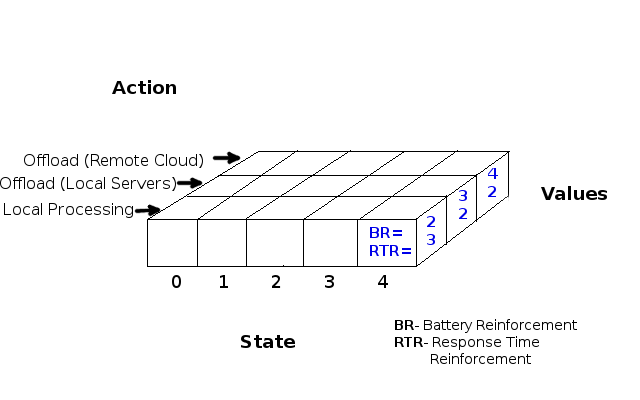 Action
Offload (Remote Cloud)
Offload (Local Servers)
Local Processing
4
2
3
2
2
3
BR=
RTR=
Values
0 1 2 3 4
State
BR- Battery Reinforcement
RTR- Response Time
Reinforcement